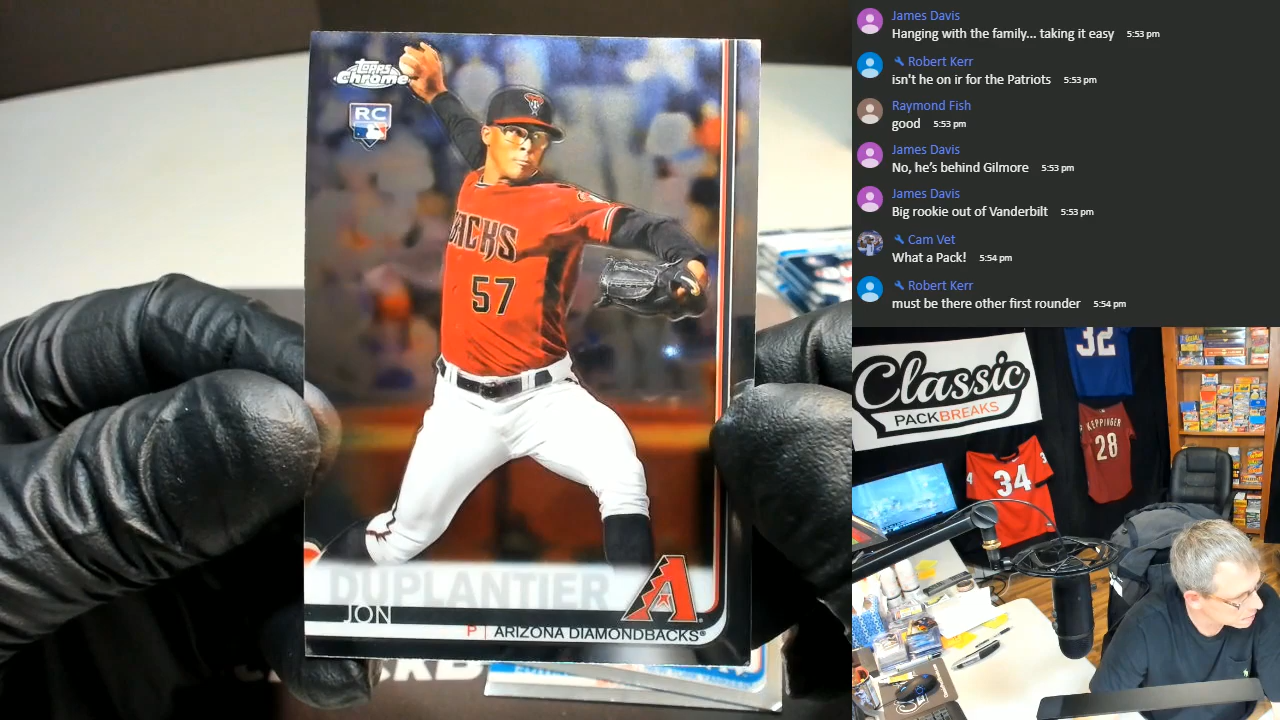 Topps
Chrome
RC
BACKS
57
DUPLANTIER
JON
P | ARIZONA DIAMONDBACKS®
James Davis
Hanging with the family... taking it easy 5:53 pm
Robert Kerr
isn't he on ir for the Patriots 5:53 pm
Raymond Fish
good 5:53 pm
James Davis
No, he's behind Gilmore 5:53 pm
James Davis
Big rookie out of Vanderbilt 5:53 pm
Cam Vet
What a Pack! 5:54 pm
Robert Kerr
must be there other first rounder 5:54 pm
Classic
PACKBREAKS
32
KEPPINGER
28
34